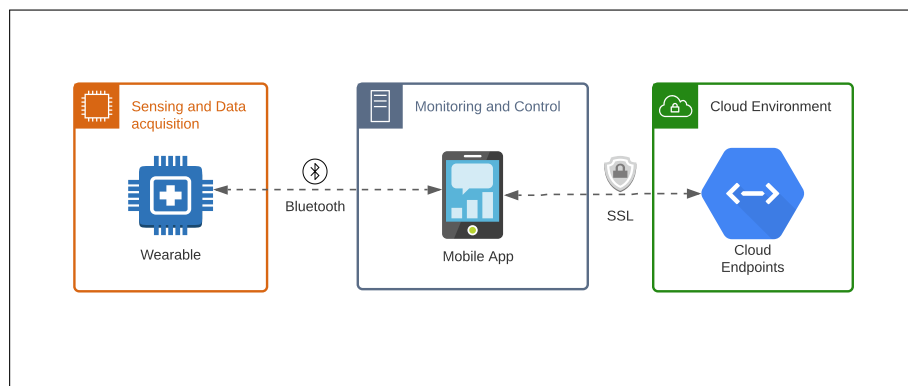 Sensing and Data
acquisition
Wearable
Bluetooth
Monitoring and Control
Mobile App
SSL
Cloud Environment
Cloud
Endpoints